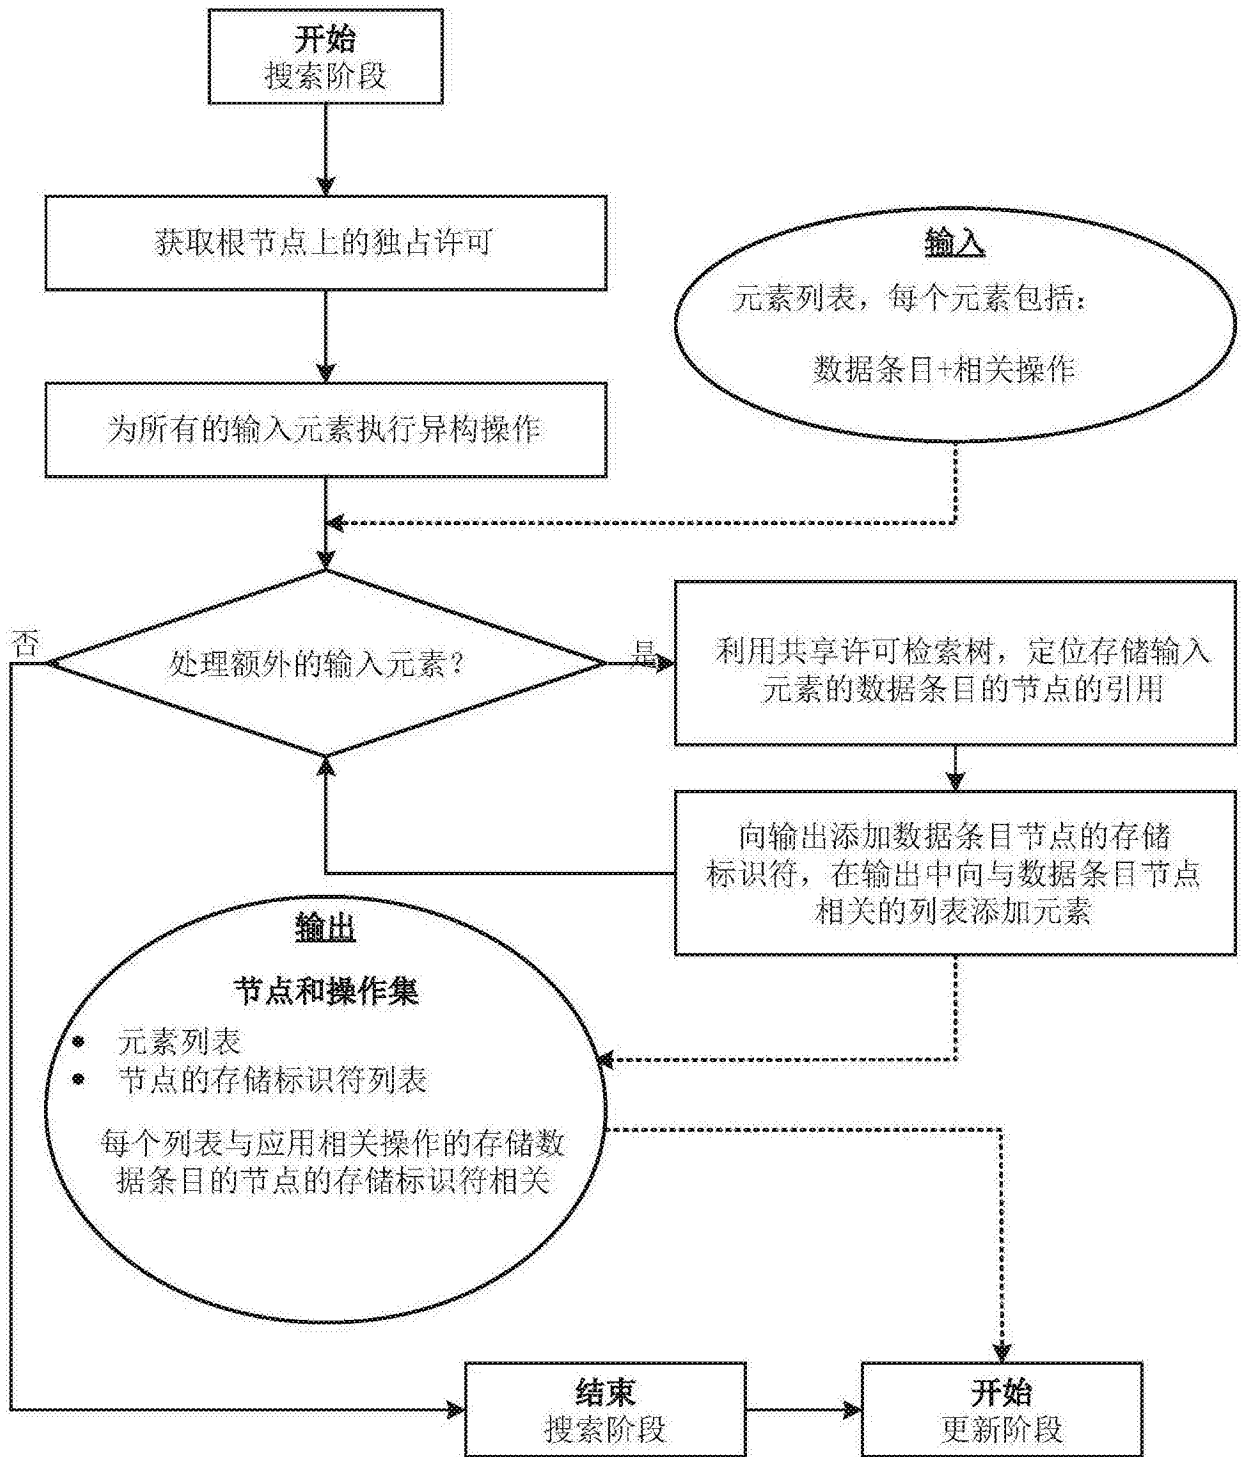 开始
搜索阶段
获取根节点上的独占许可
输入
元素列表，每个元素包括：
数据条目+相关操作
为所有的输入元素执行异构操作
否
处理额外的输入元素？
是
利用共享许可检索树，定位存储输入
元素的数据条目的节点的引用
向输出添加数据条目节点的存储
标识符，在输出中向与数据条目节点
相关的列表添加元素
输出
节点和操作集
• 元素列表
• 节点的存储标识符列表
每个列表与应用相关操作的存储数
据条目的节点的存储标识符相关
结束
搜索阶段
开始
更新阶段